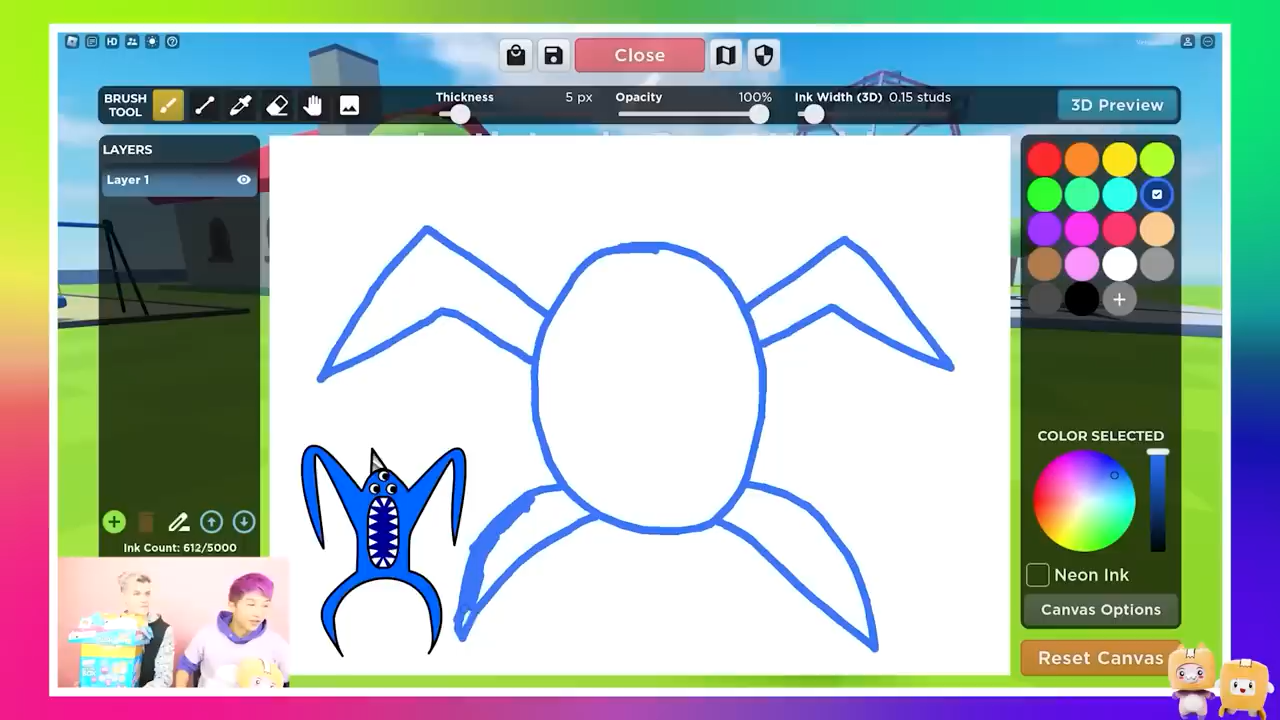 HD
Close
BRUSH TOOL
Thickness 5 px Opacity 100% Ink Width (3D) 0.15 studs
3D Preview
LAYERS
Layer 1
COLOR SELECTED
Ink Count: 612/5000
Neon Ink
Canvas Options
Reset Canvas